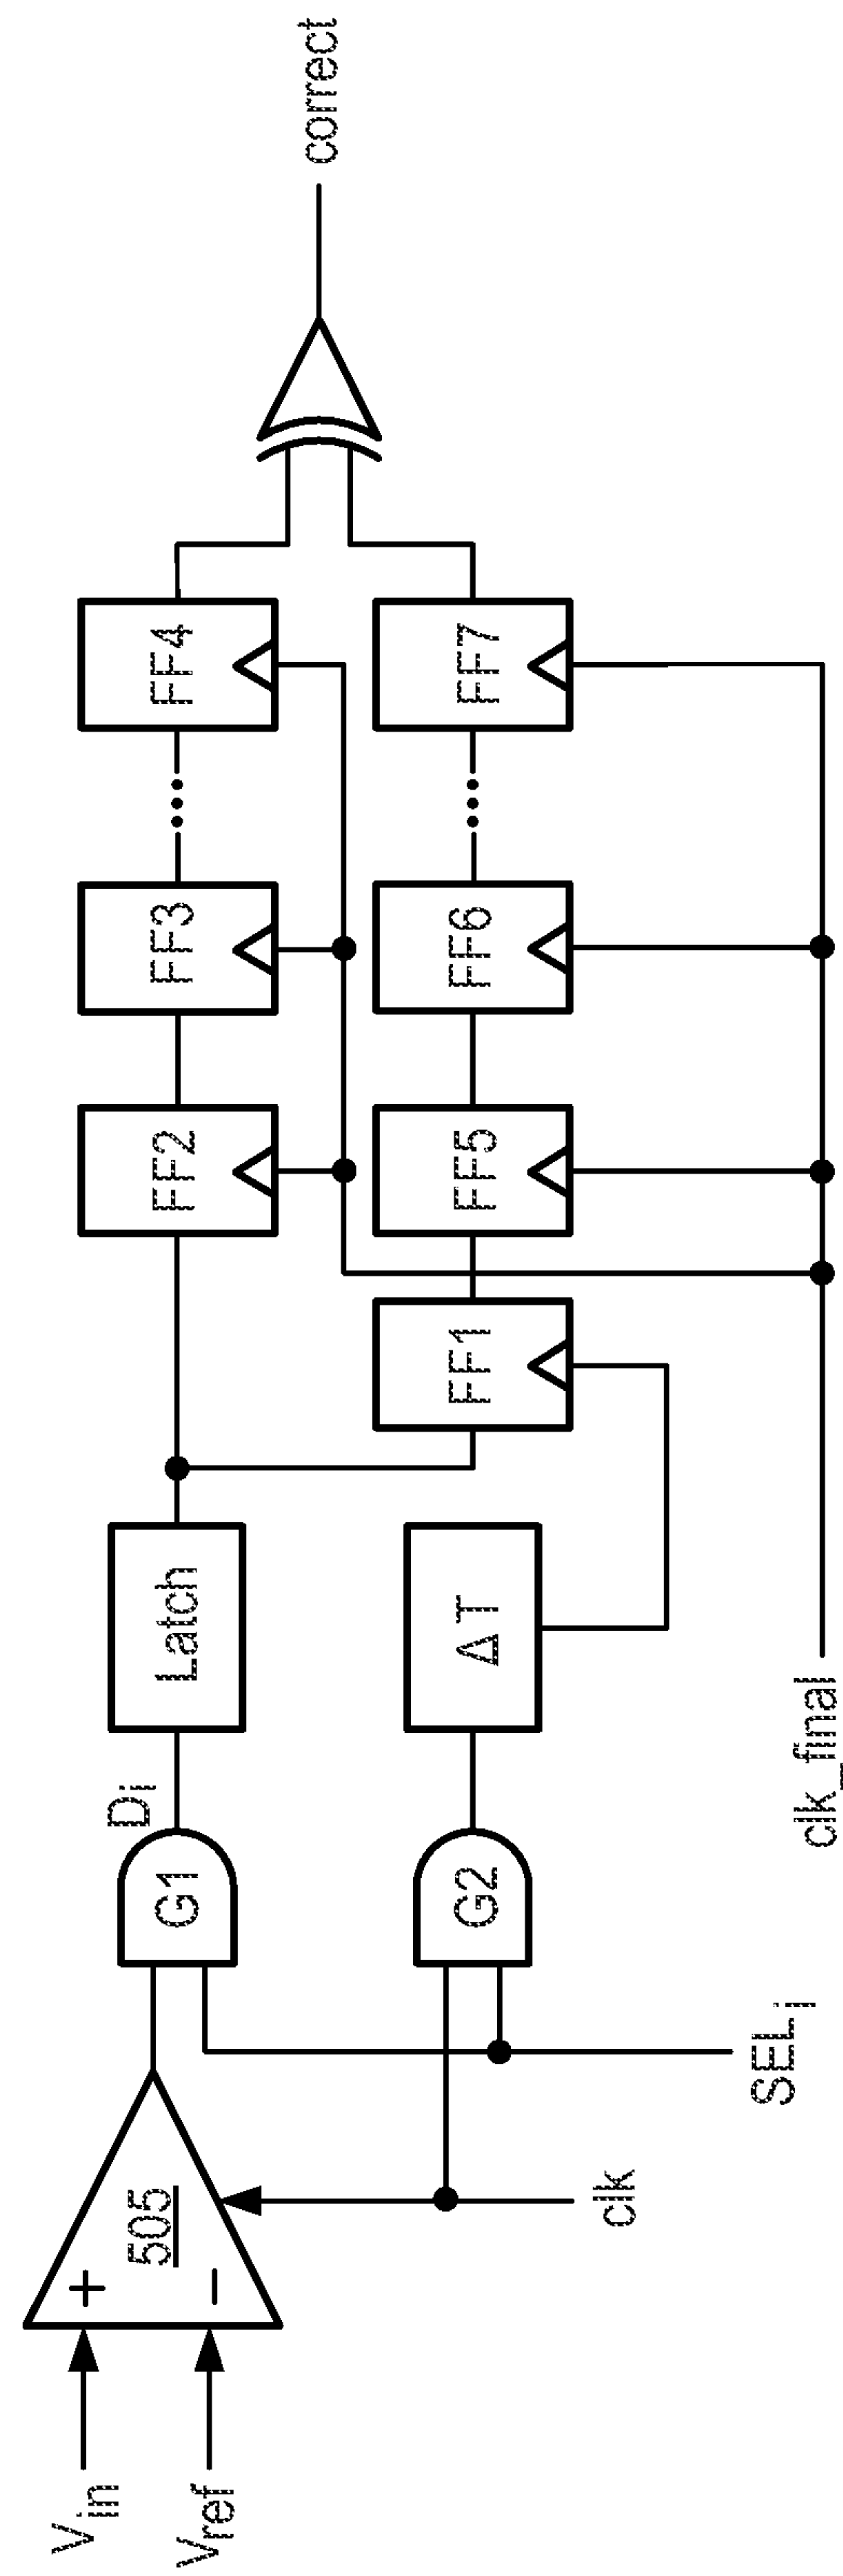 Vin
Vref
+
−
505
clk
SELi
G1
Di
G2
Latch
ΔT
clk_final
FF1
FF2
FF3
FF4
FF5
FF6
FF7
correct